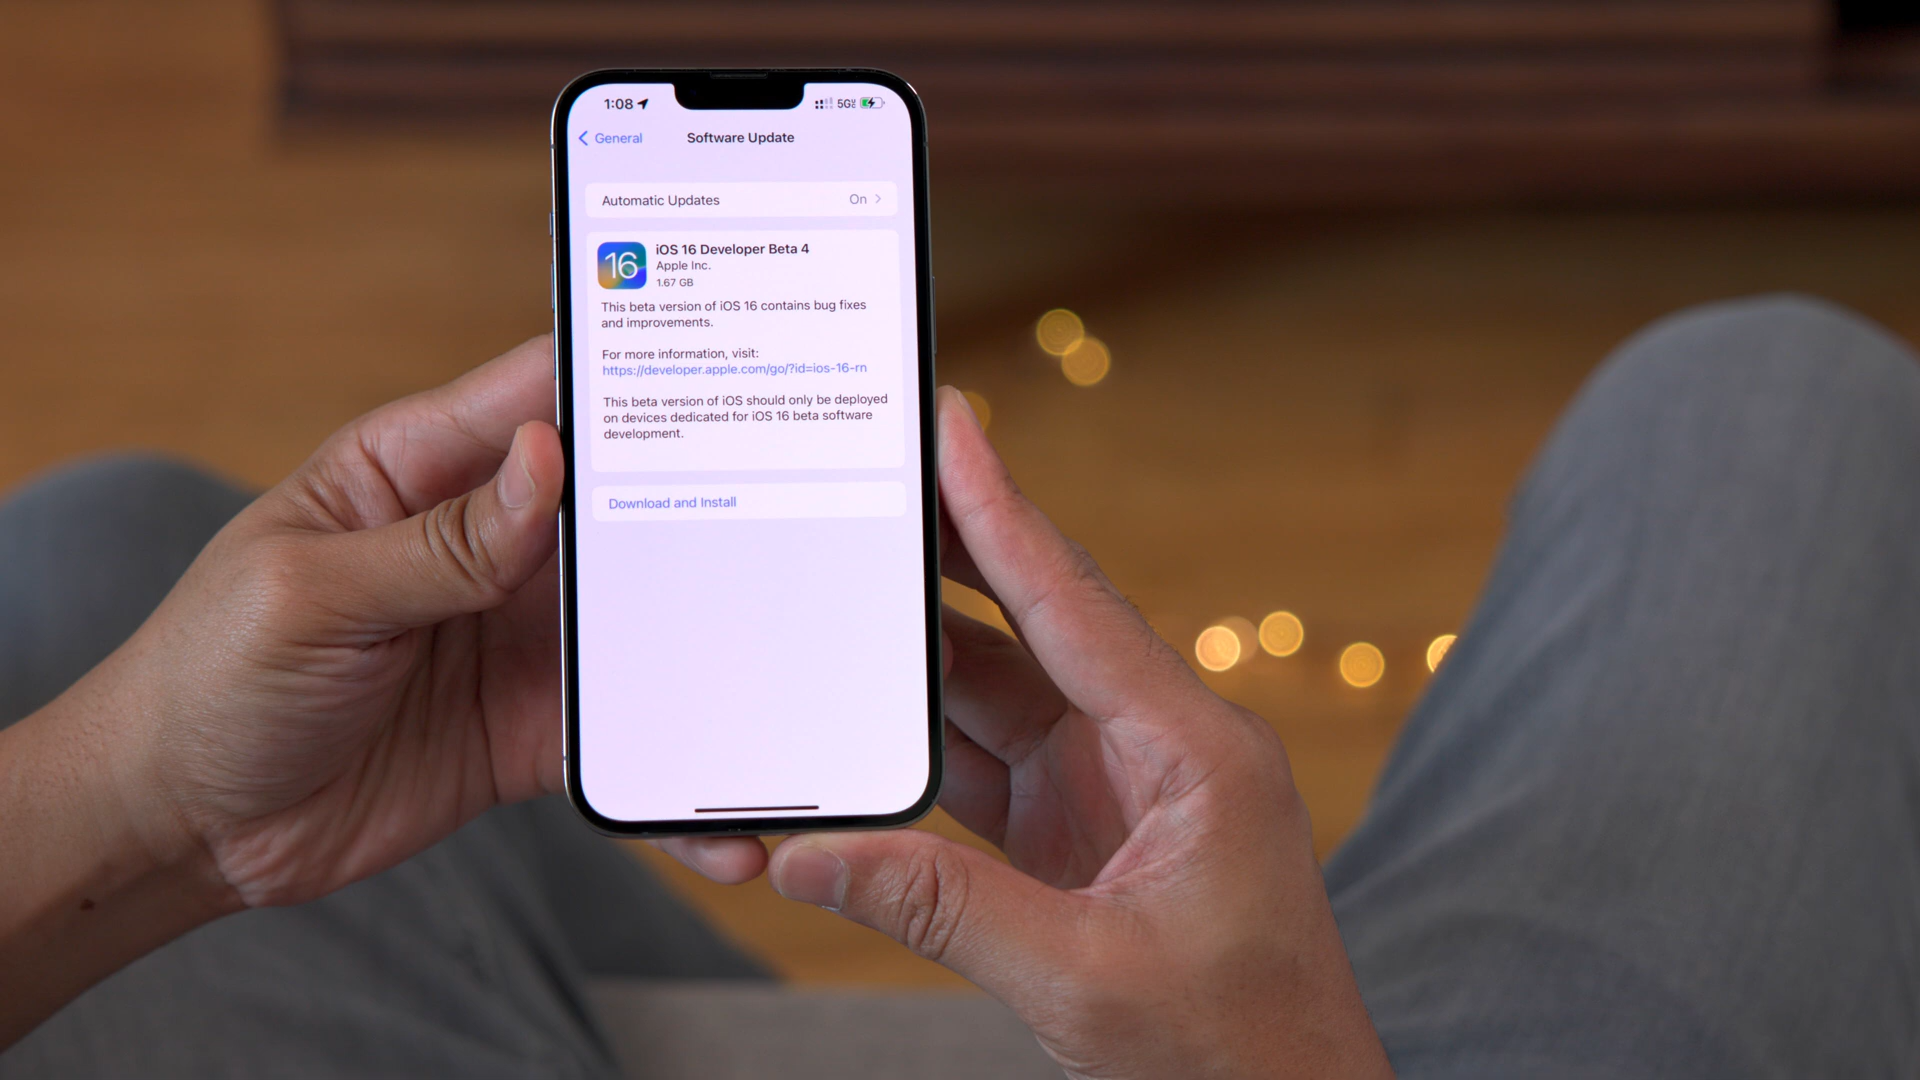 1:08
5G
General
Software Update
Automatic Updates
On
16
iOS 16 Developer Beta 4
Apple Inc.
1.67 GB
This beta version of iOS 16 contains bug fixes
and improvements.
For more information, visit:
https://developer.apple.com/go/?id=ios-16-rn
This beta version of iOS should only be deployed
on devices dedicated for iOS 16 beta software
development.
Download and Install